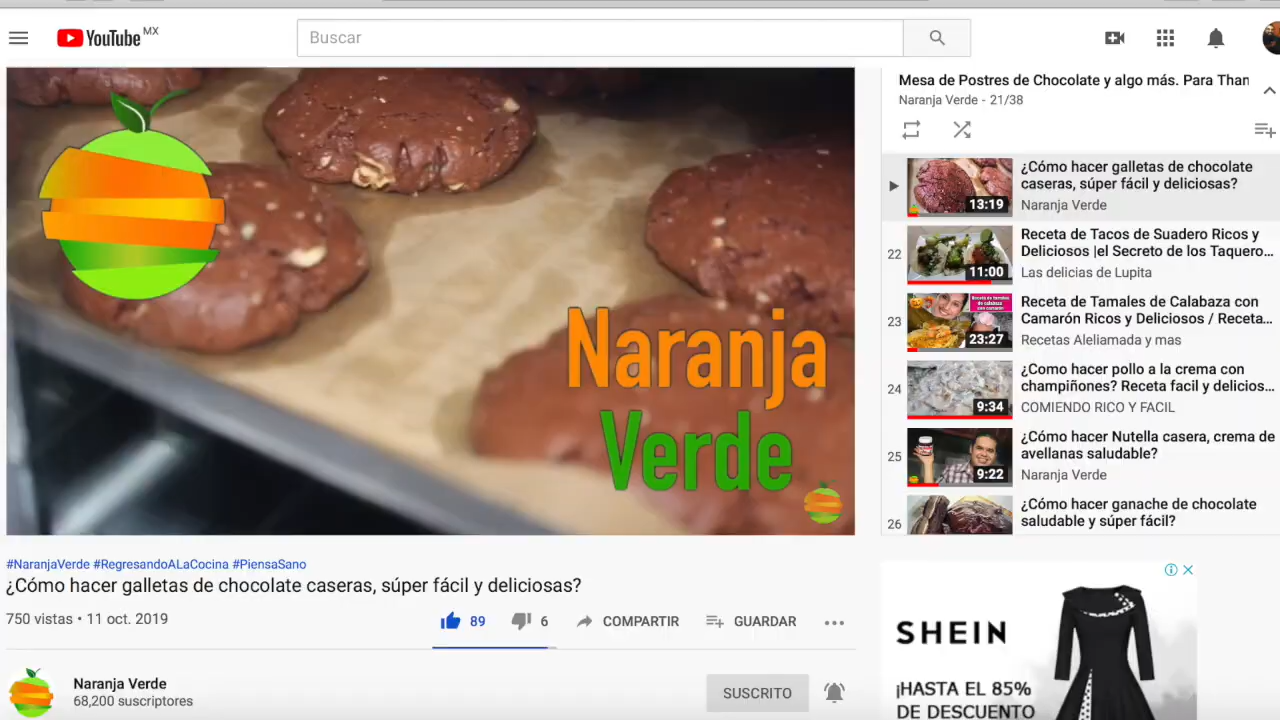 YouTube MX
Buscar
Naranja
Verde
#NaranjaVerde #RegresandoALaCocina #PiensaSano
¿Cómo hacer galletas de chocolate caseras, súper fácil y deliciosas?
750 vistas • 11 oct. 2019
89
6
COMPARTIR
GUARDAR
Naranja Verde
68,200 suscriptores
SUSCRITO
Mesa de Postres de Chocolate y algo más. Para Than
Naranja Verde - 21/38
13:19
¿Cómo hacer galletas de chocolate
caseras, súper fácil y deliciosas?
Naranja Verde
22
11:00
Receta de Tacos de Suadero Ricos y
Deliciosos |el Secreto de los Taquero...
Las delicias de Lupita
23
23:27
Receta de Tamales de Calabaza con
Camarón Ricos y Deliciosos / Receta...
Recetas Aleliamada y mas
24
9:34
¿Como hacer pollo a la crema con
champiñones? Receta facil y delicios...
COMIENDO RICO Y FACIL
25
9:22
¿Cómo hacer Nutella casera, crema de
avellanas saludable?
Naranja Verde
26
¿Cómo hacer ganache de chocolate
saludable y súper fácil?
SHEIN
¡HASTA EL 85%
DE DESCUENTO